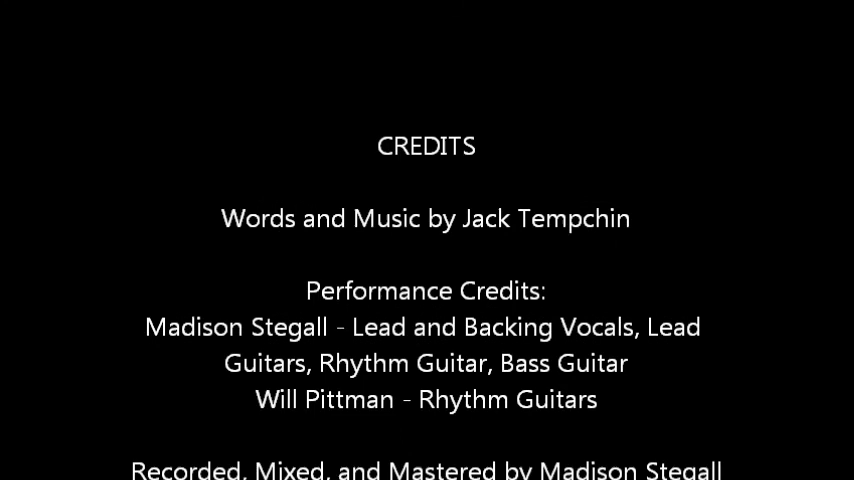 CREDITS
Words and Music by Jack Tempchin
Performance Credits:
Madison Stegall - Lead and Backing Vocals, Lead
Guitars, Rhythm Guitar, Bass Guitar
Will Pittman - Rhythm Guitars
Recorded, Mixed, and Mastered by Madison Stegall